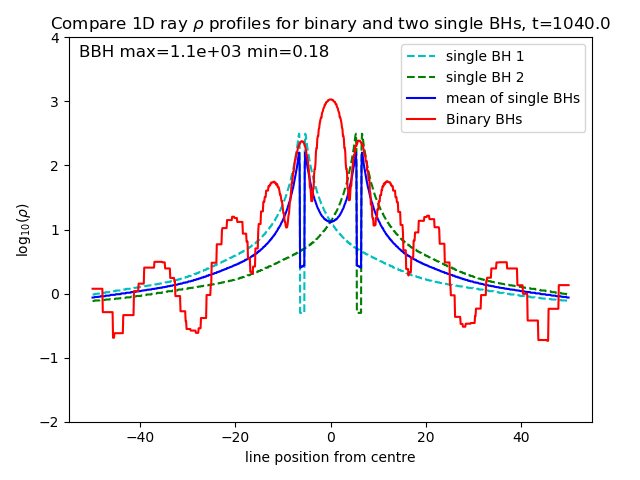 Compare 1D ray ρ profiles for binary and two single BHs, t=1040.0
BBH max=1.1e+03 min=0.18
single BH 1
single BH 2
mean of single BHs
Binary BHs
4
3
2
1
0
−1
−2
log₁₀(ρ)
−40 −20 0 20 40
line position from centre